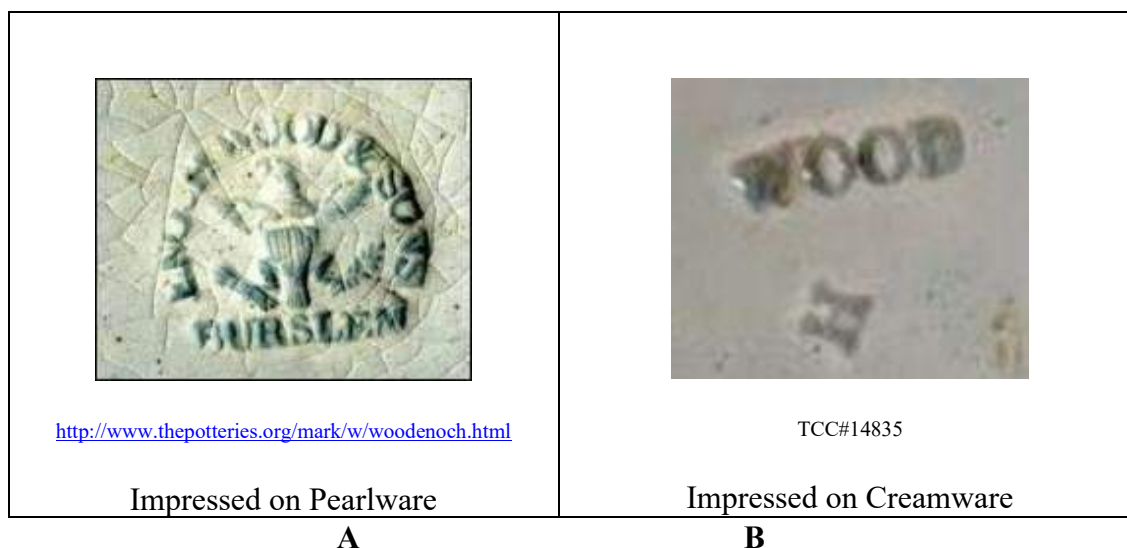 ENOCH WOOD & SONS
BURSLEM
WOOD
H
http://www.thepotteries.org/mark/w/woodenoch.html
TCC#14835
Impressed on Pearlware
Impressed on Creamware
A
B